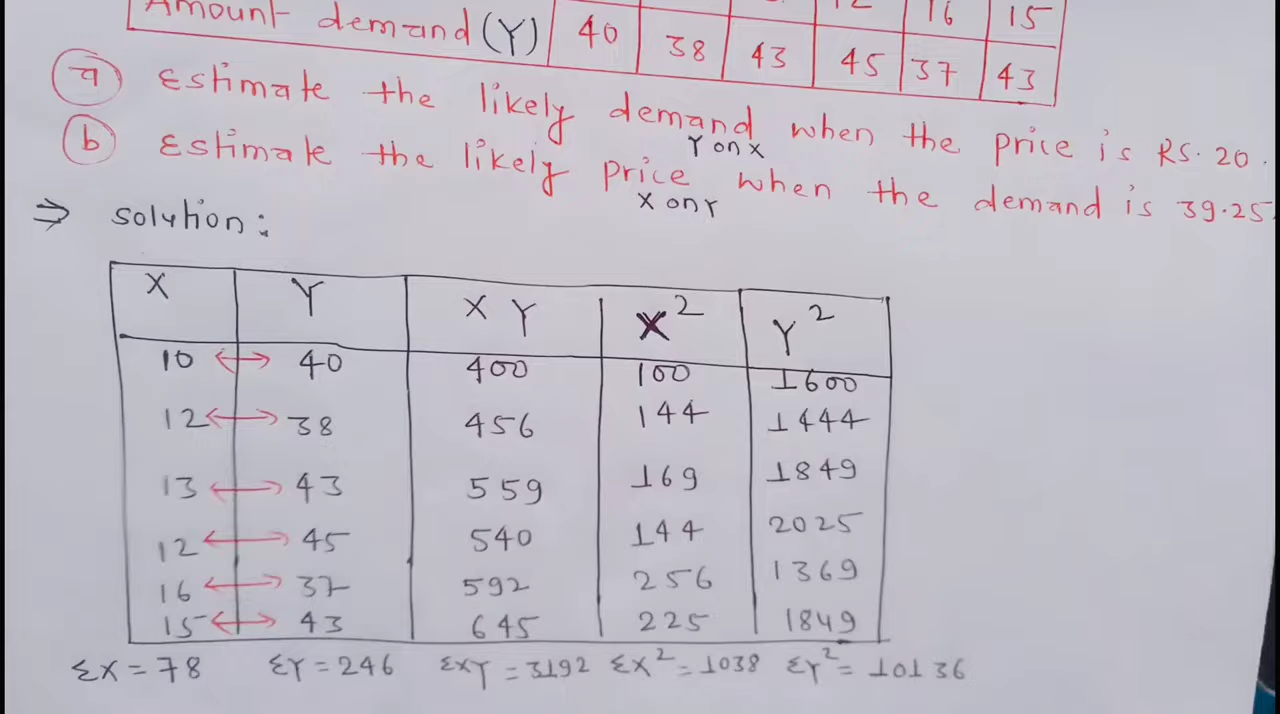 Amount demand (Y) 40 38 43 45 37 43
12 16 15
a Estimate the likely demand when the price is RS. 20.
Y on X
b Estimate the likely price when the demand is 39.25
X on Y
⇒ solution:
X Y XY X² Y²
10 ↔ 40 400 100 1600
12 ↔ 38 456 144 1444
13 ↔ 43 559 169 1849
12 ↔ 45 540 144 2025
16 ↔ 37 592 256 1369
15 ↔ 43 645 225 1849
ΣX = 78 ΣY = 246 ΣXY = 3192 ΣX² = 1038 ΣY² = 10136